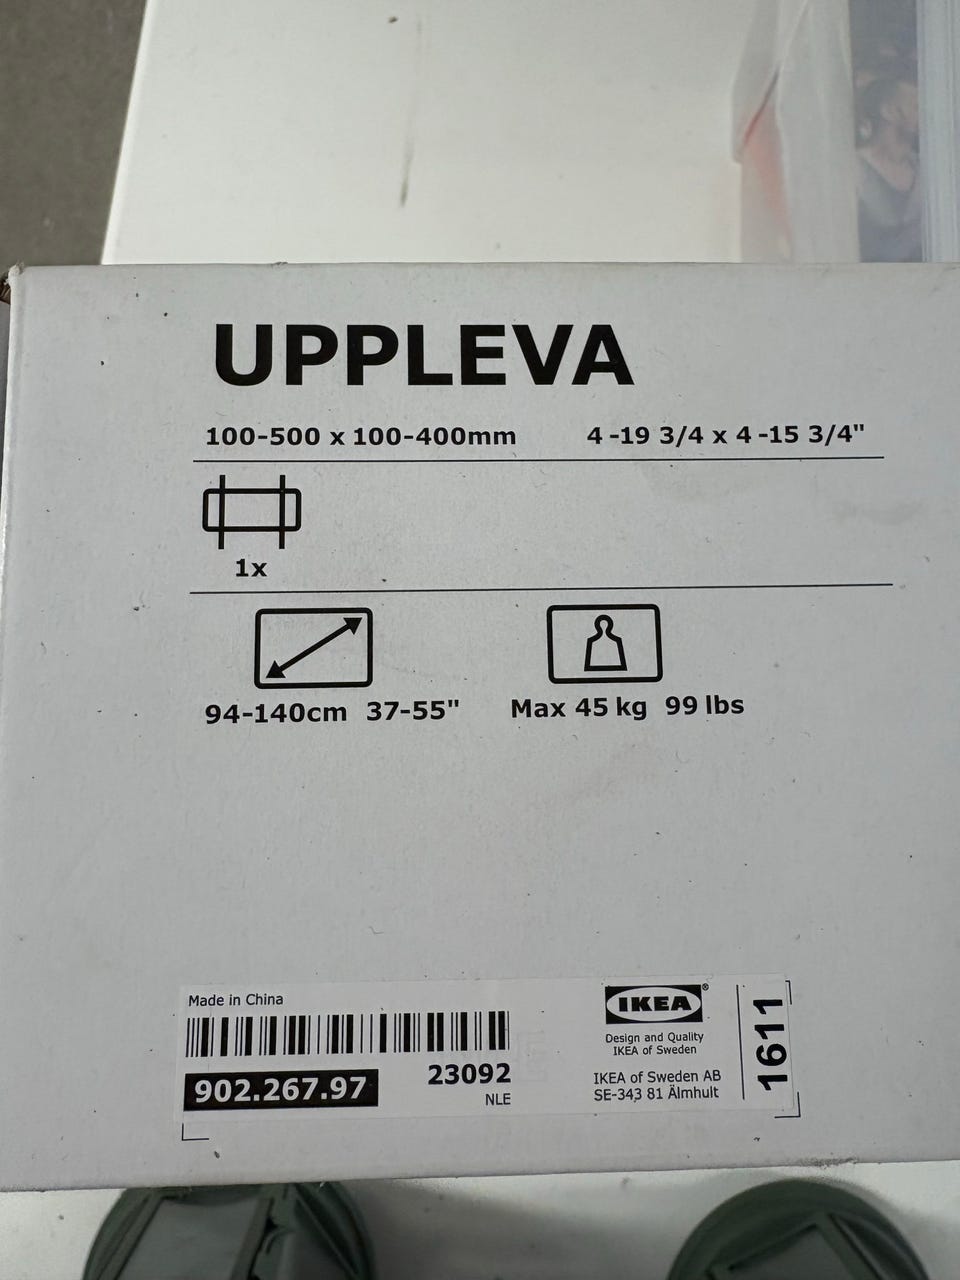 UPPLEVA
100-500 x 100-400mm 4-19 3/4 x 4-15 3/4"
1x
94-140cm 37-55" Max 45 kg 99 lbs
Made in China
902.267.97
23092
NLE
IKEA®
Design and Quality
IKEA of Sweden
IKEA of Sweden AB
SE-343 81 Älmhult
1611